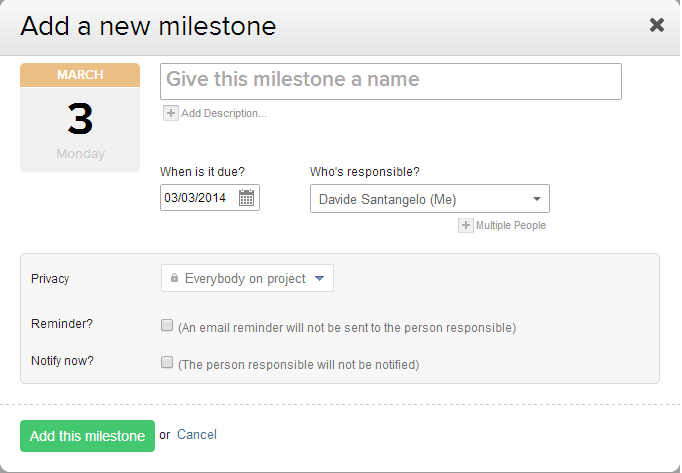 Add a new milestone
MARCH
3
Monday
Give this milestone a name
Add Description...
When is it due?
Who's responsible?
03/03/2014
Davide Santangelo (Me)
Multiple People
Privacy
Everybody on project
Reminder?
(An email reminder will not be sent to the person responsible)
Notify now?
(The person responsible will not be notified)
Add this milestone or Cancel